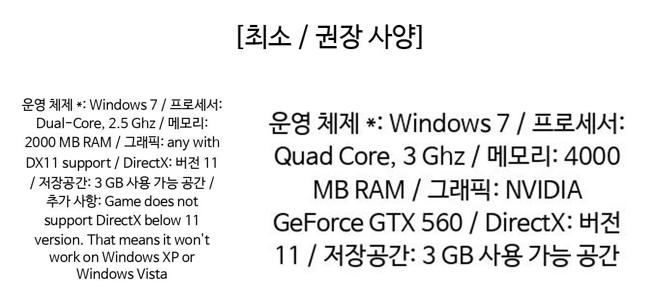 [최소 / 권장 사양]
운영 체제 *: Windows 7 / 프로세서:
Dual-Core, 2.5 Ghz / 메모리:
2000 MB RAM / 그래픽: any with
DX11 support / DirectX: 버전 11
/ 저장공간: 3 GB 사용 가능 공간 /
추가 사항: Game does not
support DirectX below 11
version. That means it won't
work on Windows XP or
Windows Vista
운영 체제 *: Windows 7 / 프로세서:
Quad Core, 3 Ghz / 메모리: 4000
MB RAM / 그래픽: NVIDIA
GeForce GTX 560 / DirectX: 버전
11 / 저장공간: 3 GB 사용 가능 공간